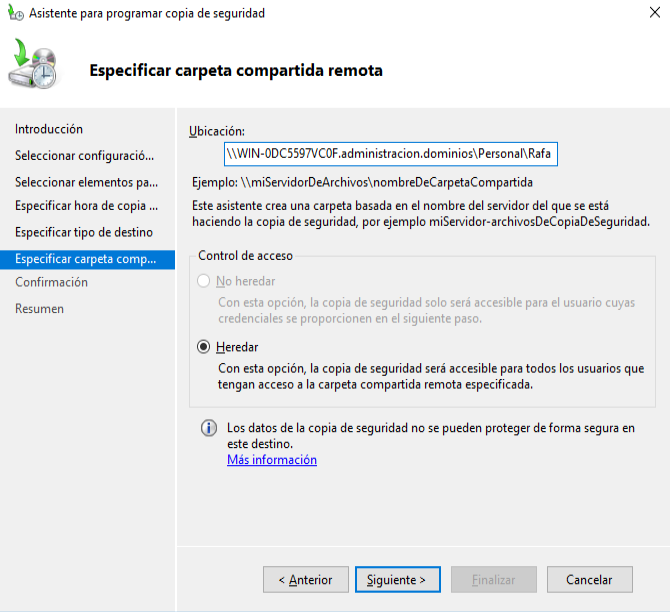 Asistente para programar copia de seguridad
Especificar carpeta compartida remota
Introducción
Seleccionar configuració...
Seleccionar elementos pa...
Especificar hora de copia ...
Especificar tipo de destino
Especificar carpeta comp...
Confirmación
Resumen
Ubicación:
\\WIN-0DC5597VC0F.administracion.dominios\Personal\Rafa
Ejemplo: \\miServidorDeArchivos\nombreDeCarpetaCompartida
Este asistente crea una carpeta basada en el nombre del servidor del que se está
haciendo la copia de seguridad, por ejemplo miServidor-archivosDeCopiaDeSeguridad.
Control de acceso
No heredar
Con esta opción, la copia de seguridad solo será accesible para el usuario cuyas
credenciales se proporcionen en el siguiente paso.
Heredar
Con esta opción, la copia de seguridad será accesible para todos los usuarios que
tengan acceso a la carpeta compartida remota especificada.
Los datos de la copia de seguridad no se pueden proteger de forma segura en
este destino.
Más información
< Anterior
Siguiente >
Finalizar
Cancelar